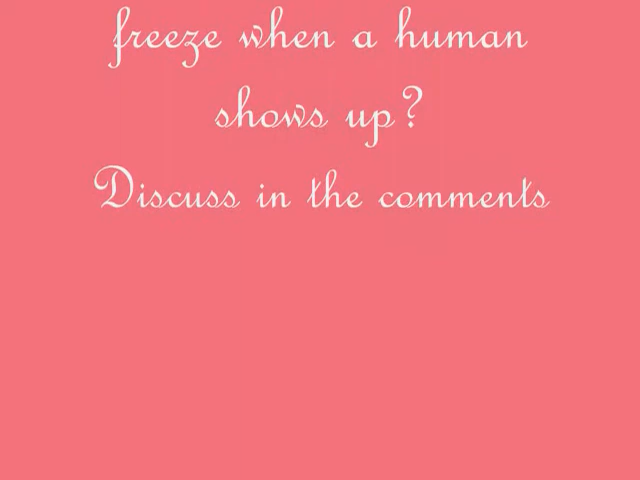 freeze when a human
shows up?
Discuss in the comments